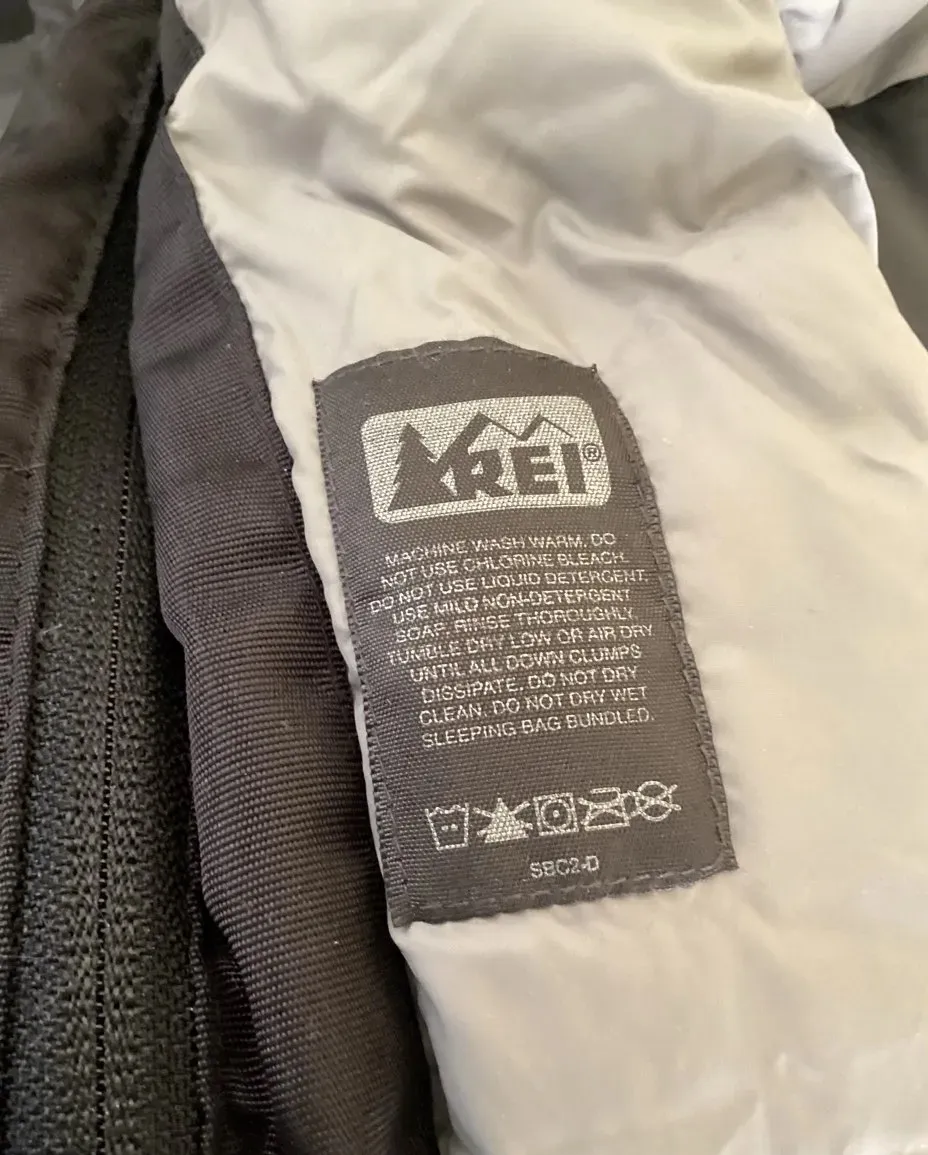 REI®
MACHINE WASH WARM. DO
NOT USE CHLORINE BLEACH.
DO NOT USE LIQUID DETERGENT.
USE MILD NON-DETERGENT
SOAP. RINSE THOROUGHLY.
TUMBLE DRY LOW OR AIR DRY
UNTIL ALL DOWN CLUMPS
DISSIPATE. DO NOT DRY
CLEAN. DO NOT DRY WET
SLEEPING BAG BUNDLED.
SBC2-D